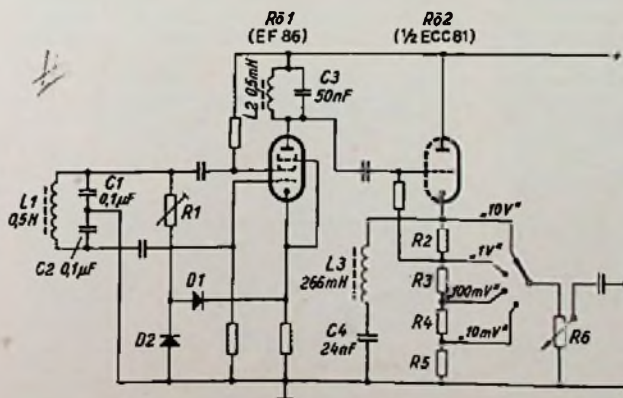 Rö1
(EF 86)
Rö2
(½ ECC81)
+
L2 0,5mH
C3
50nF
C1
0,1µF
L1
0,5H
R1
C2 0,1µF
D1
D2
L3
266mH
C4
24nF
R2
R3
R4
R5
„10V"
„1V"
„100mV"
„10mV"
R6